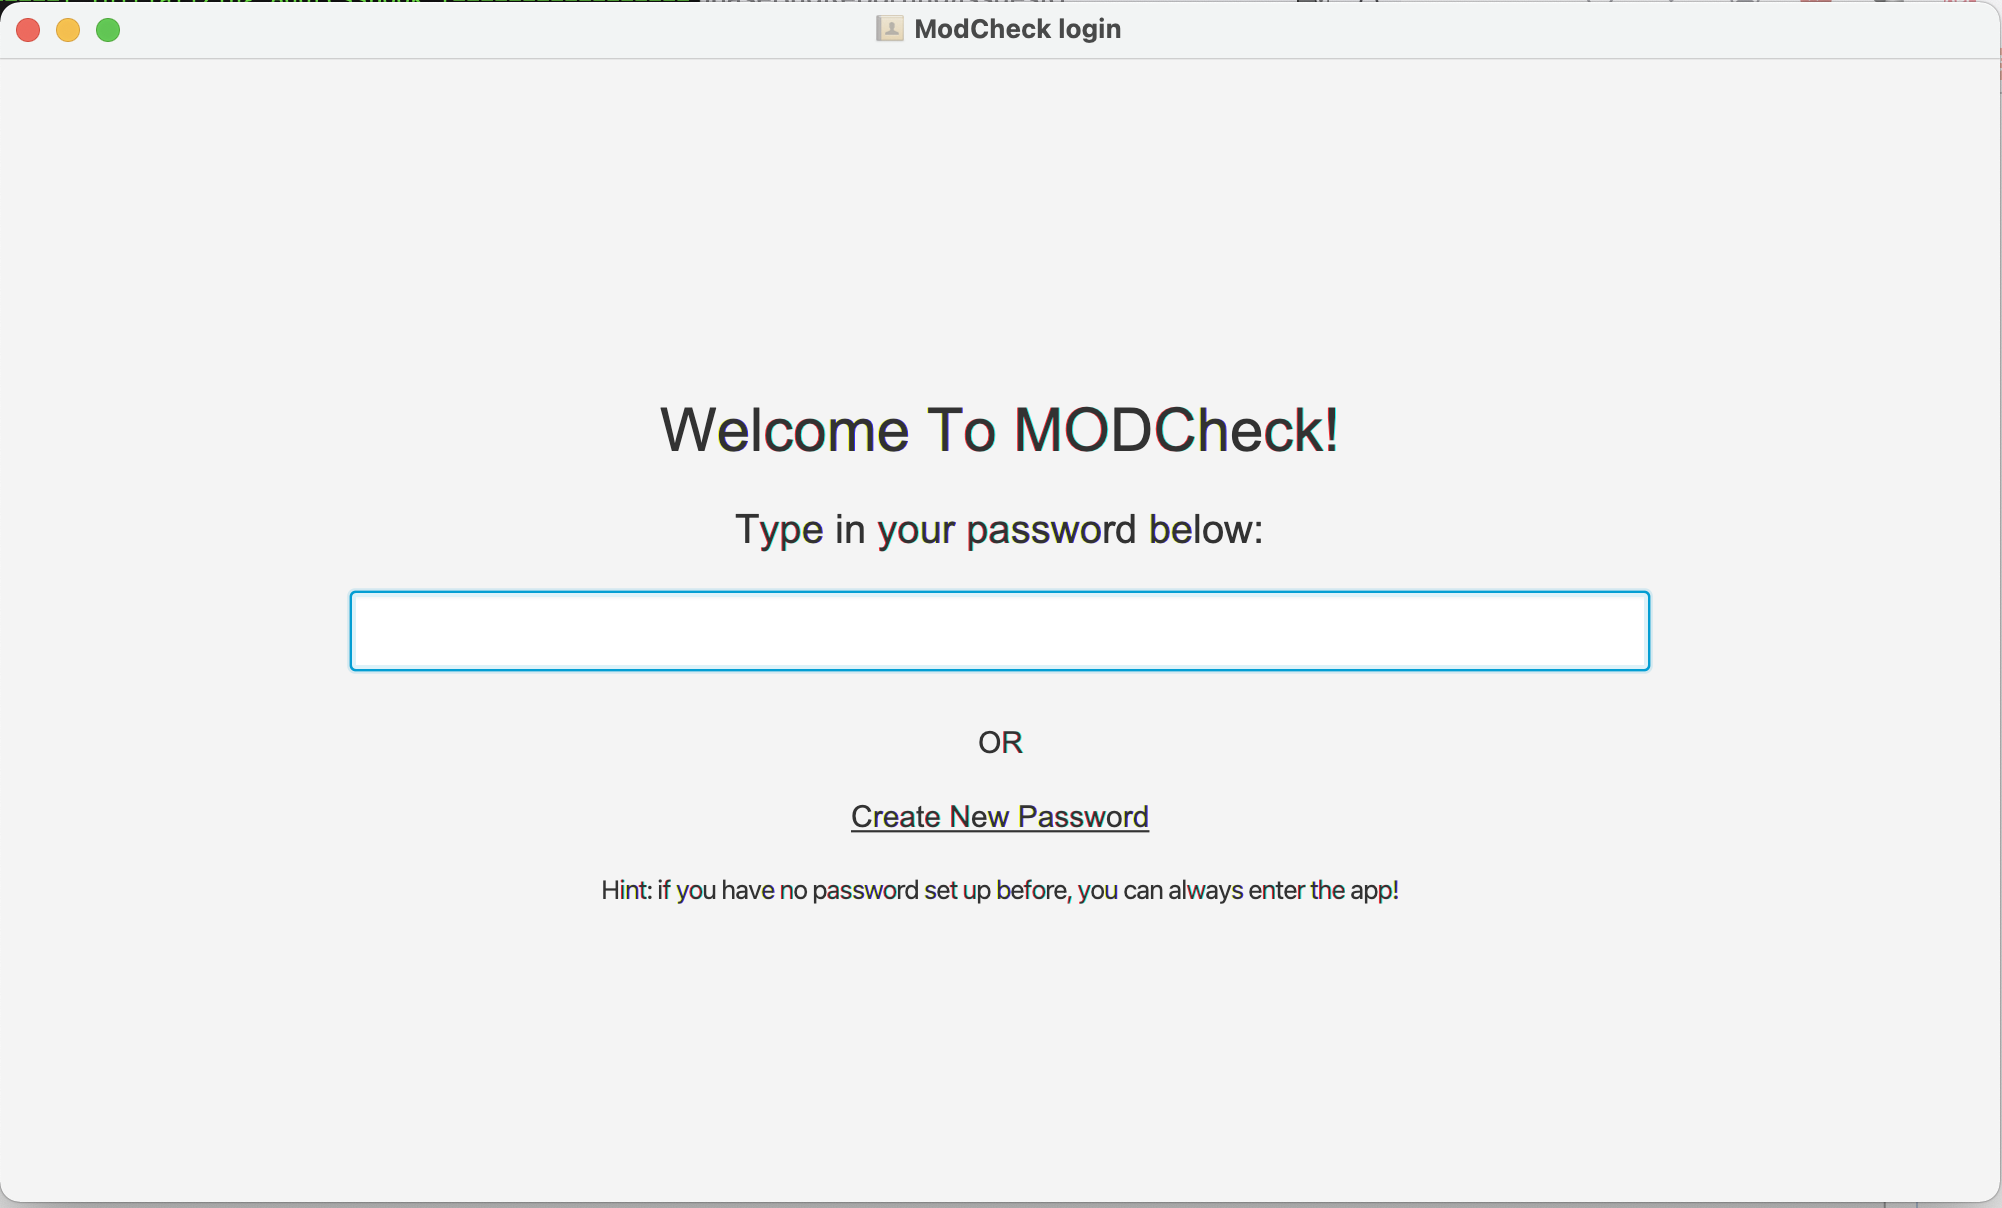 ModCheck login
Welcome To MODCheck!
Type in your password below:
OR
Create New Password
Hint: if you have no password set up before, you can always enter the app!